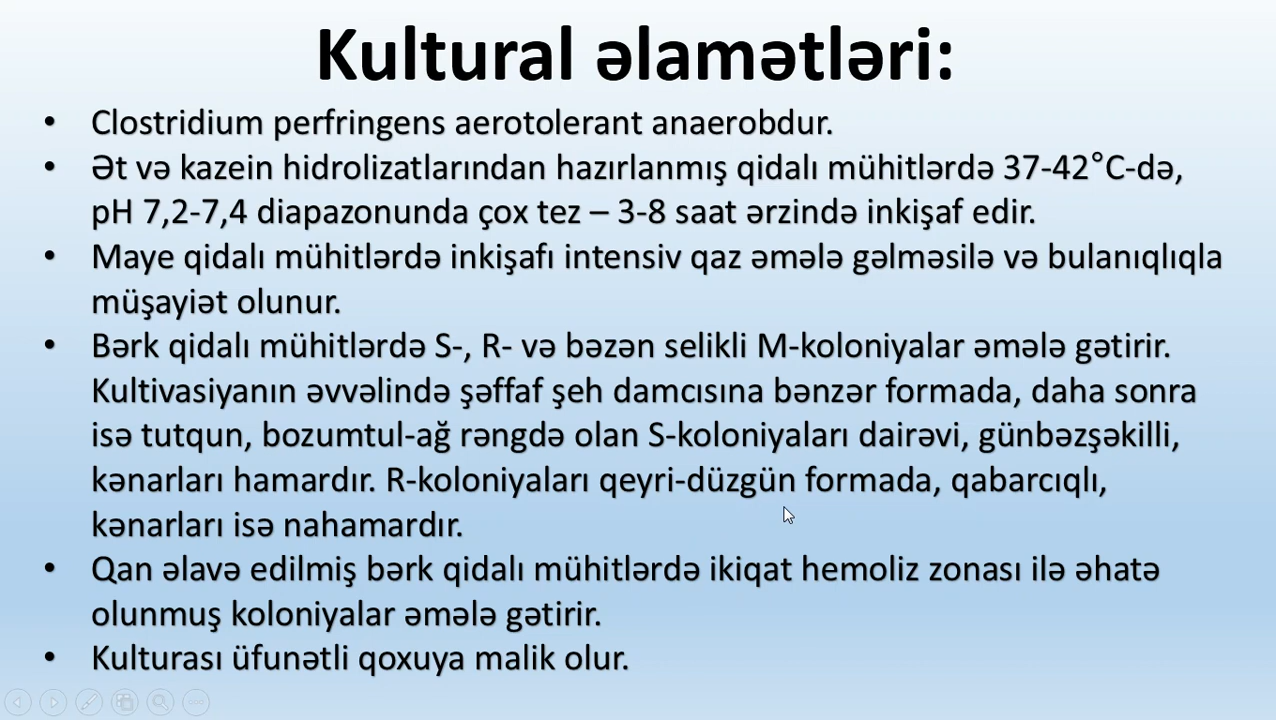 Kultural əlamətləri:
• Clostridium perfringens aerotolerant anaerobdur.
• Ət və kazein hidrolizatlarından hazırlanmış qidalı mühitlərdə 37-42°C-də,
pH 7,2-7,4 diapazonunda çox tez – 3-8 saat ərzində inkişaf edir.
• Maye qidalı mühitlərdə inkişafı intensiv qaz əmələ gəlməsilə və bulanıqlıqla
müşayiət olunur.
• Bərk qidalı mühitlərdə S-, R- və bəzən selikli M-koloniyalar əmələ gətirir.
Kultivasiyanın əvvəlində şəffaf şeh damcısına bənzər formada, daha sonra
isə tutqun, bozumtul-ağ rəngdə olan S-koloniyaları dairəvi, günbəzşəkilli,
kənarları hamardır. R-koloniyaları qeyri-düzgün formada, qabarcıqlı,
kənarları isə nahamardır.
• Qan əlavə edilmiş bərk qidalı mühitlərdə ikiqat hemoliz zonası ilə əhatə
olunmuş koloniyalar əmələ gətirir.
• Kulturası üfunətli qoxuya malik olur.